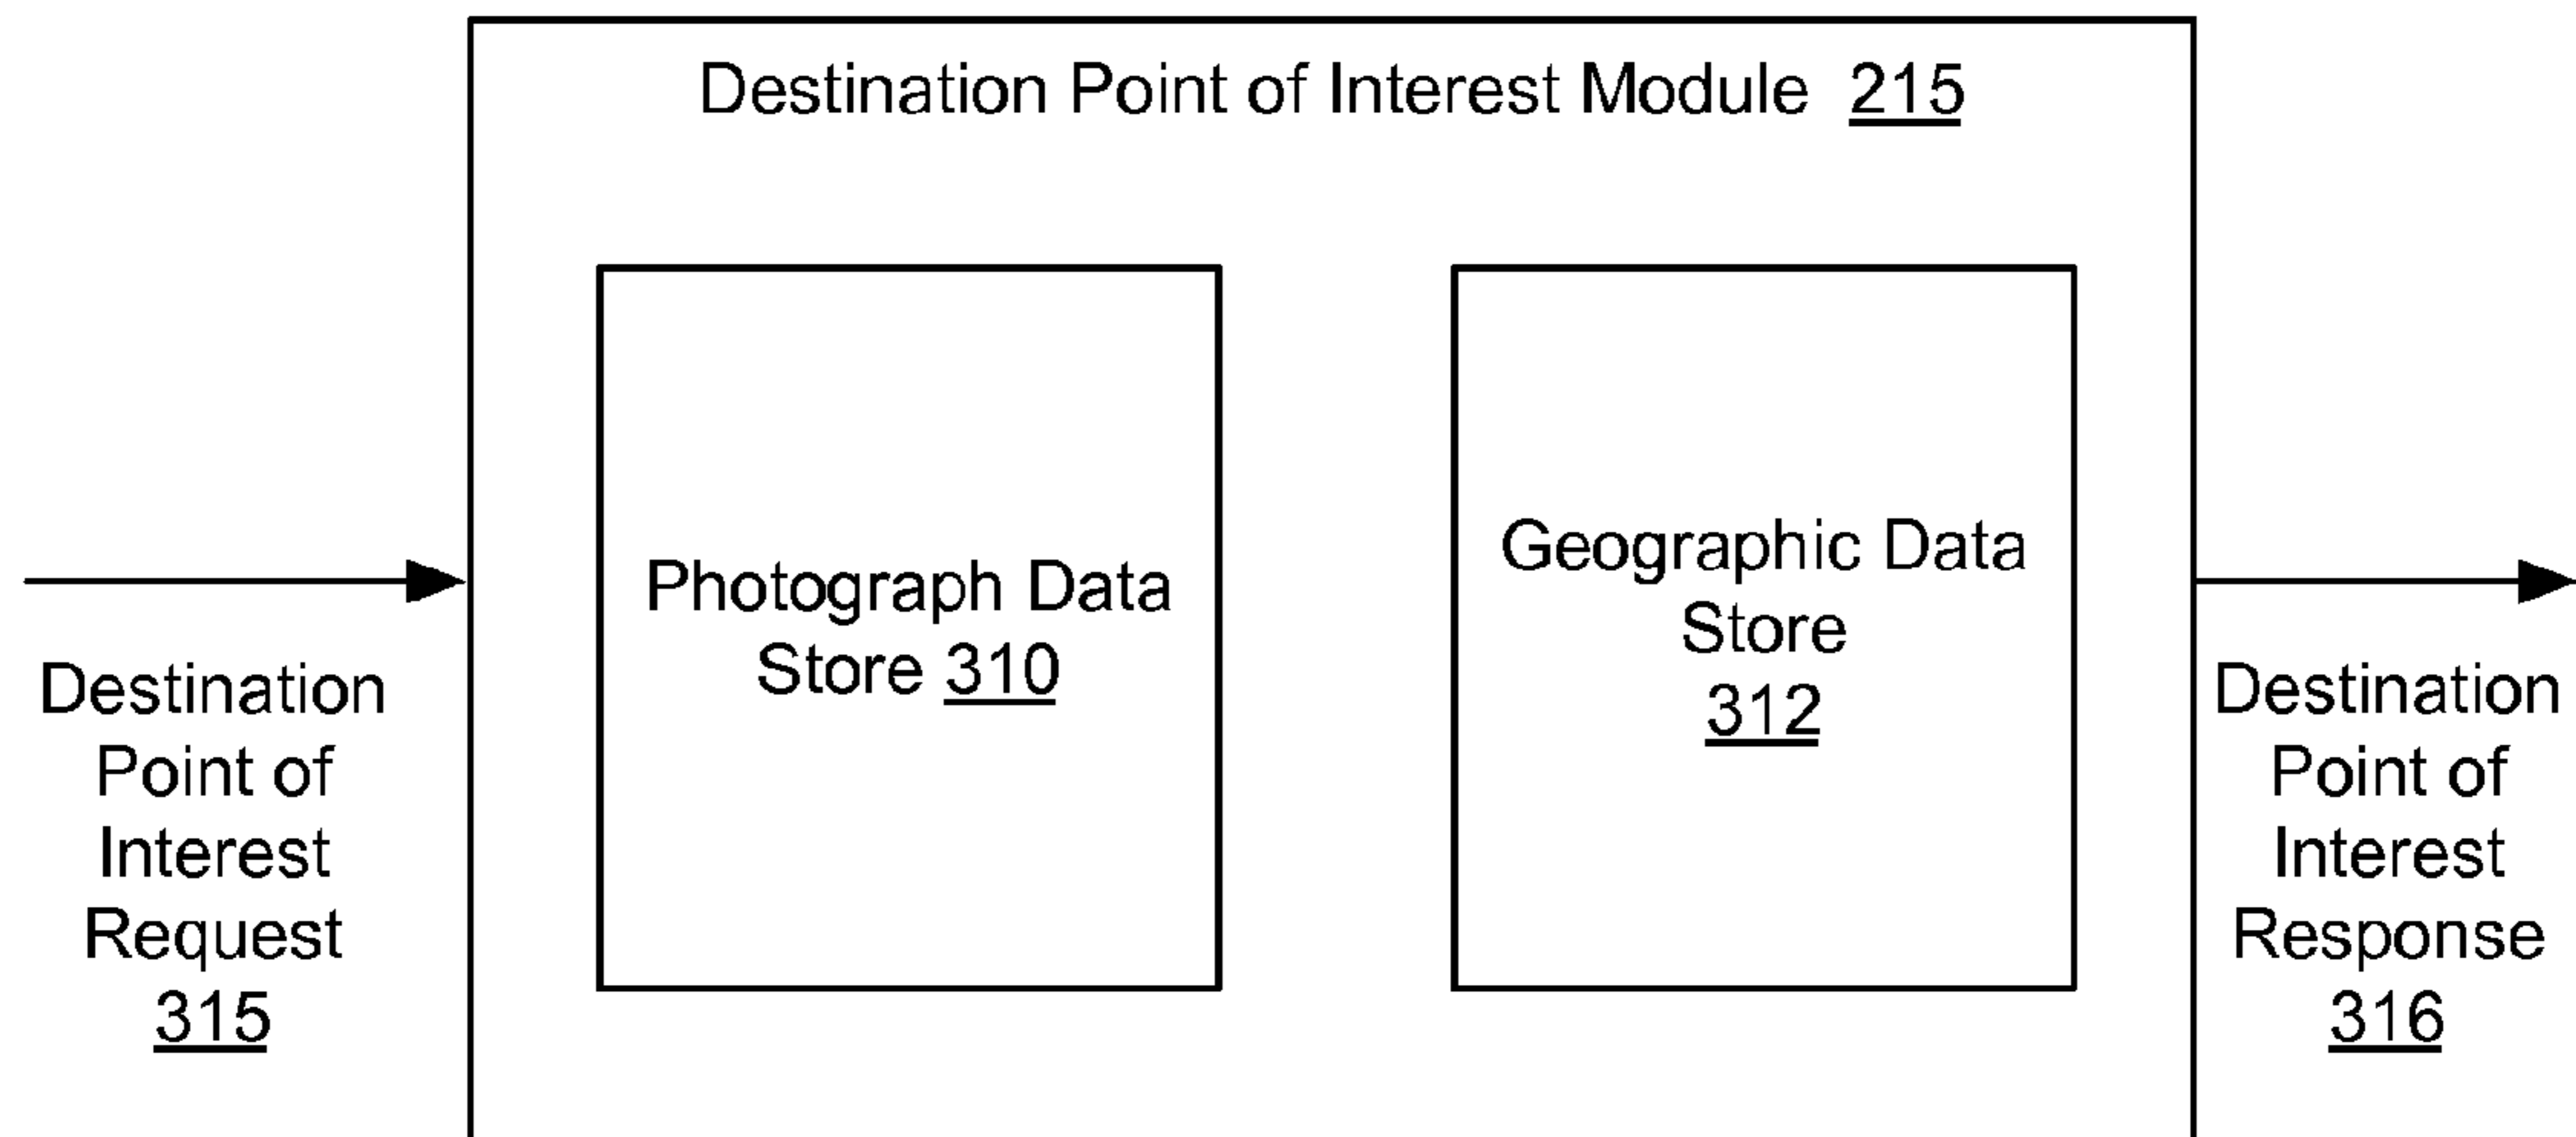 Destination Point of Interest Module 215
Photograph Data
Store 310
Geographic Data
Store
312
Destination
Point of
Interest
Request
315
Destination
Point of
Interest
Response
316